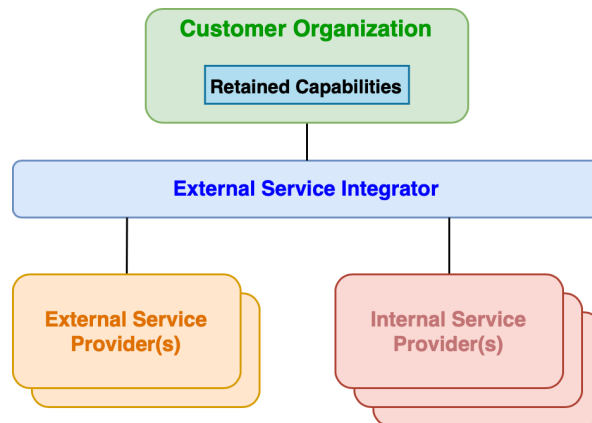 Customer Organization
Retained Capabilities
External Service Integrator
External Service
Provider(s)
Internal Service
Provider(s)